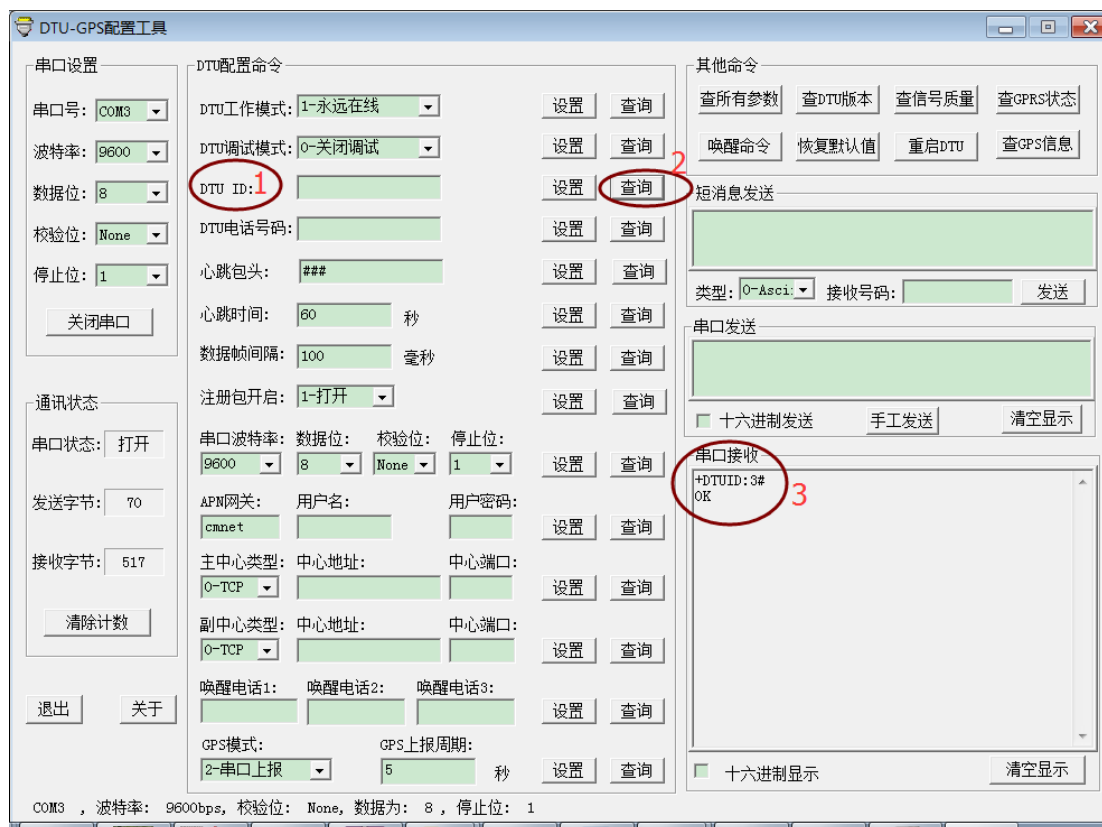 DTU-GPS配置工具
串口设置
串口号: COM3
波特率: 9600
数据位: 8
校验位: None
停止位: 1
关闭串口
通讯状态
串口状态: 打开
发送字节: 70
接收字节: 517
清除计数
退出 关于
DTU配置命令
DTU工作模式: 1-永远在线 设置 查询
DTU调试模式: 0-关闭调试 设置 查询
DTU ID: 1 设置 查询 2
DTU电话号码: 设置 查询
心跳包头: ### 设置 查询
心跳时间: 60 秒 设置 查询
数据帧间隔: 100 毫秒 设置 查询
注册包开启: 1-打开 设置 查询
串口波特率: 数据位: 校验位: 停止位:
9600 8 None 1 设置 查询
APN网关: 用户名: 用户密码:
cmnet 设置 查询
主中心类型: 中心地址: 中心端口:
0-TCP 设置 查询
副中心类型: 中心地址: 中心端口:
0-TCP 设置 查询
唤醒电话1: 唤醒电话2: 唤醒电话3:
设置 查询
GPS模式: GPS上报周期:
2-串口上报 5 秒 设置 查询
其他命令
查所有参数 查DTU版本 查信号质量 查GPRS状态
唤醒命令 恢复默认值 重启DTU 查GPS信息
短消息发送
类型: 0-Asci 接收号码: 发送
串口发送
十六进制发送 手工发送 清空显示
串口接收
+DTUID:3#
OK
3
十六进制显示 清空显示
COM3 , 波特率: 9600bps, 校验位: None, 数据为: 8 , 停止位: 1